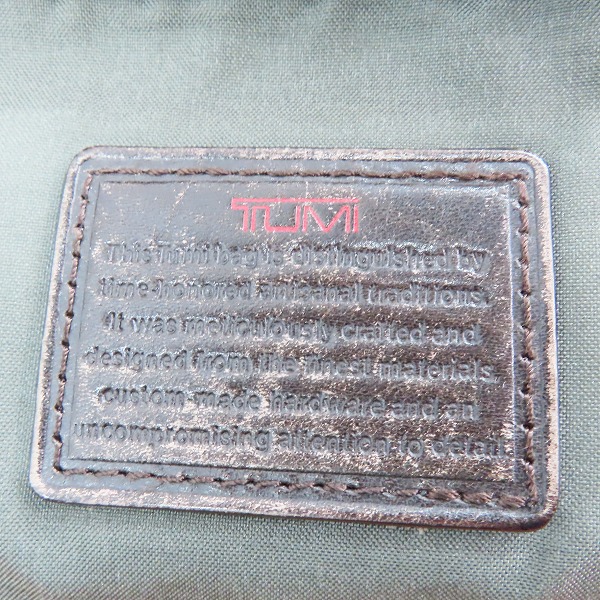 TUMI
This Tumi bag is distinguished by
time-honored artisanal traditions.
It was meticulously crafted and
designed from the finest materials,
custom-made hardware and an
uncompromising attention to detail